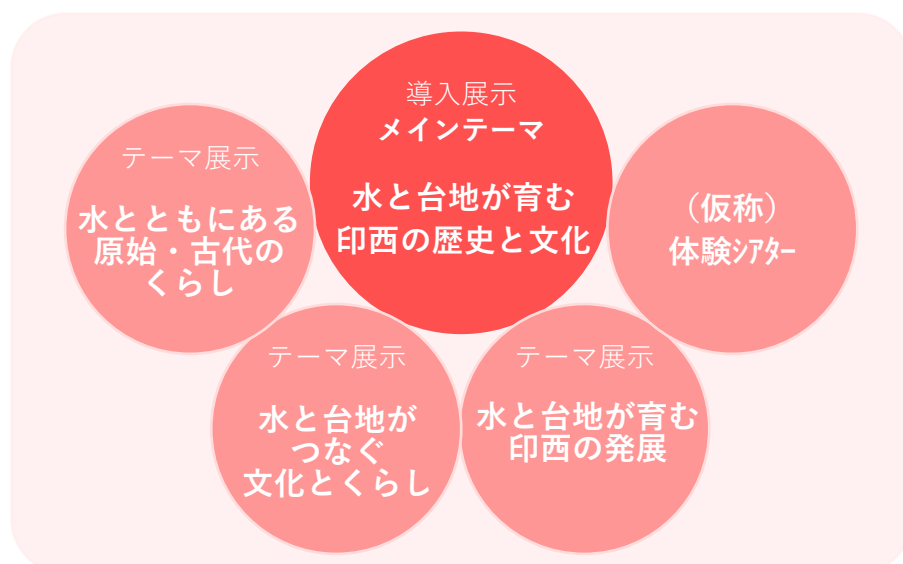 導入展示
メインテーマ
水と台地が育む
印西の歴史と文化
テーマ展示
水とともにある
原始・古代の
くらし
テーマ展示
水と台地が
つなぐ
文化とくらし
テーマ展示
水と台地が育む
印西の発展
（仮称）
体験ｼｱﾀｰ